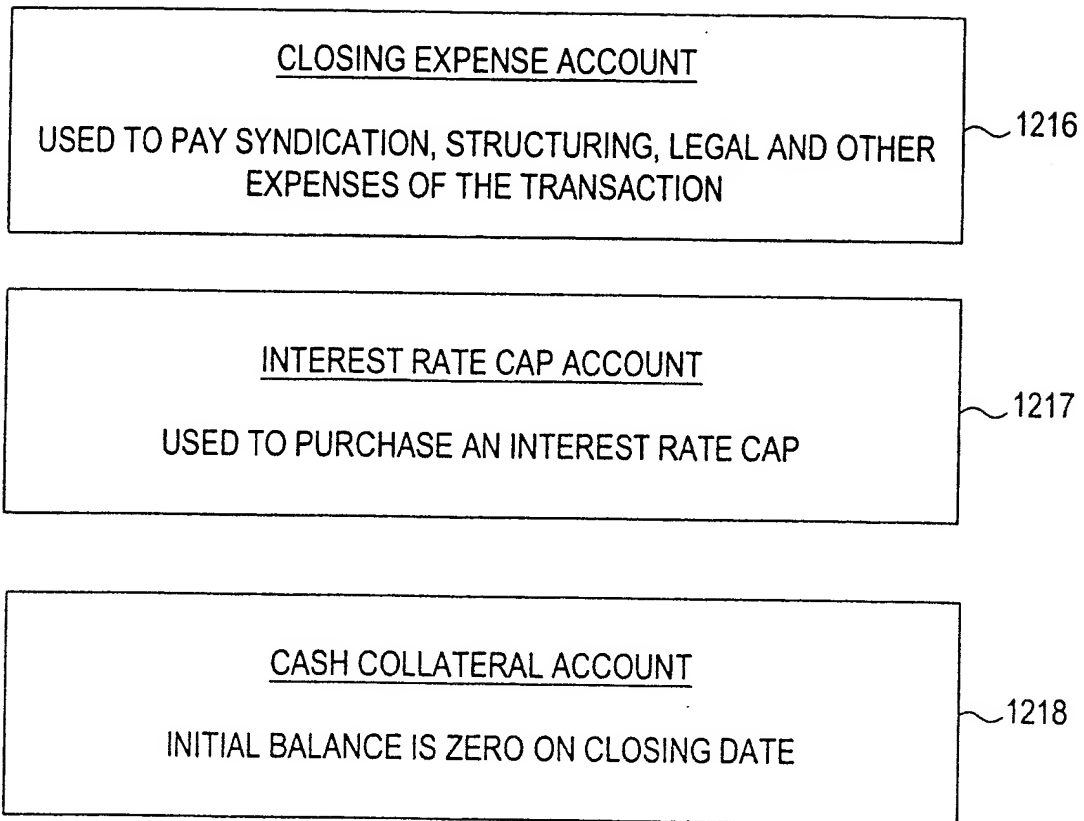 CLOSING EXPENSE ACCOUNT
USED TO PAY SYNDICATION, STRUCTURING, LEGAL AND OTHER
EXPENSES OF THE TRANSACTION
1216
INTEREST RATE CAP ACCOUNT
USED TO PURCHASE AN INTEREST RATE CAP
1217
CASH COLLATERAL ACCOUNT
INITIAL BALANCE IS ZERO ON CLOSING DATE
1218